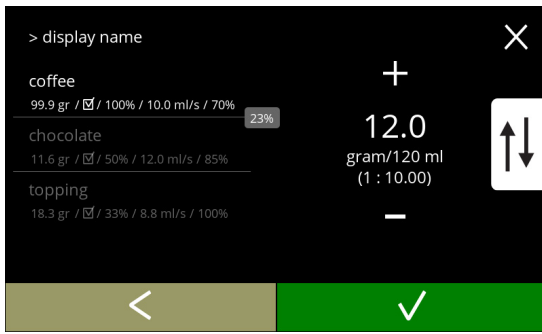 > display name
coffee
99.9 gr / ☑ / 100% / 10.0 ml/s / 70%
23%
chocolate
11.6 gr / ☑ / 50% / 12.0 ml/s / 85%
topping
18.3 gr / ☑ / 33% / 8.8 ml/s / 100%
12.0
gram/120 ml
(1 : 10.00)